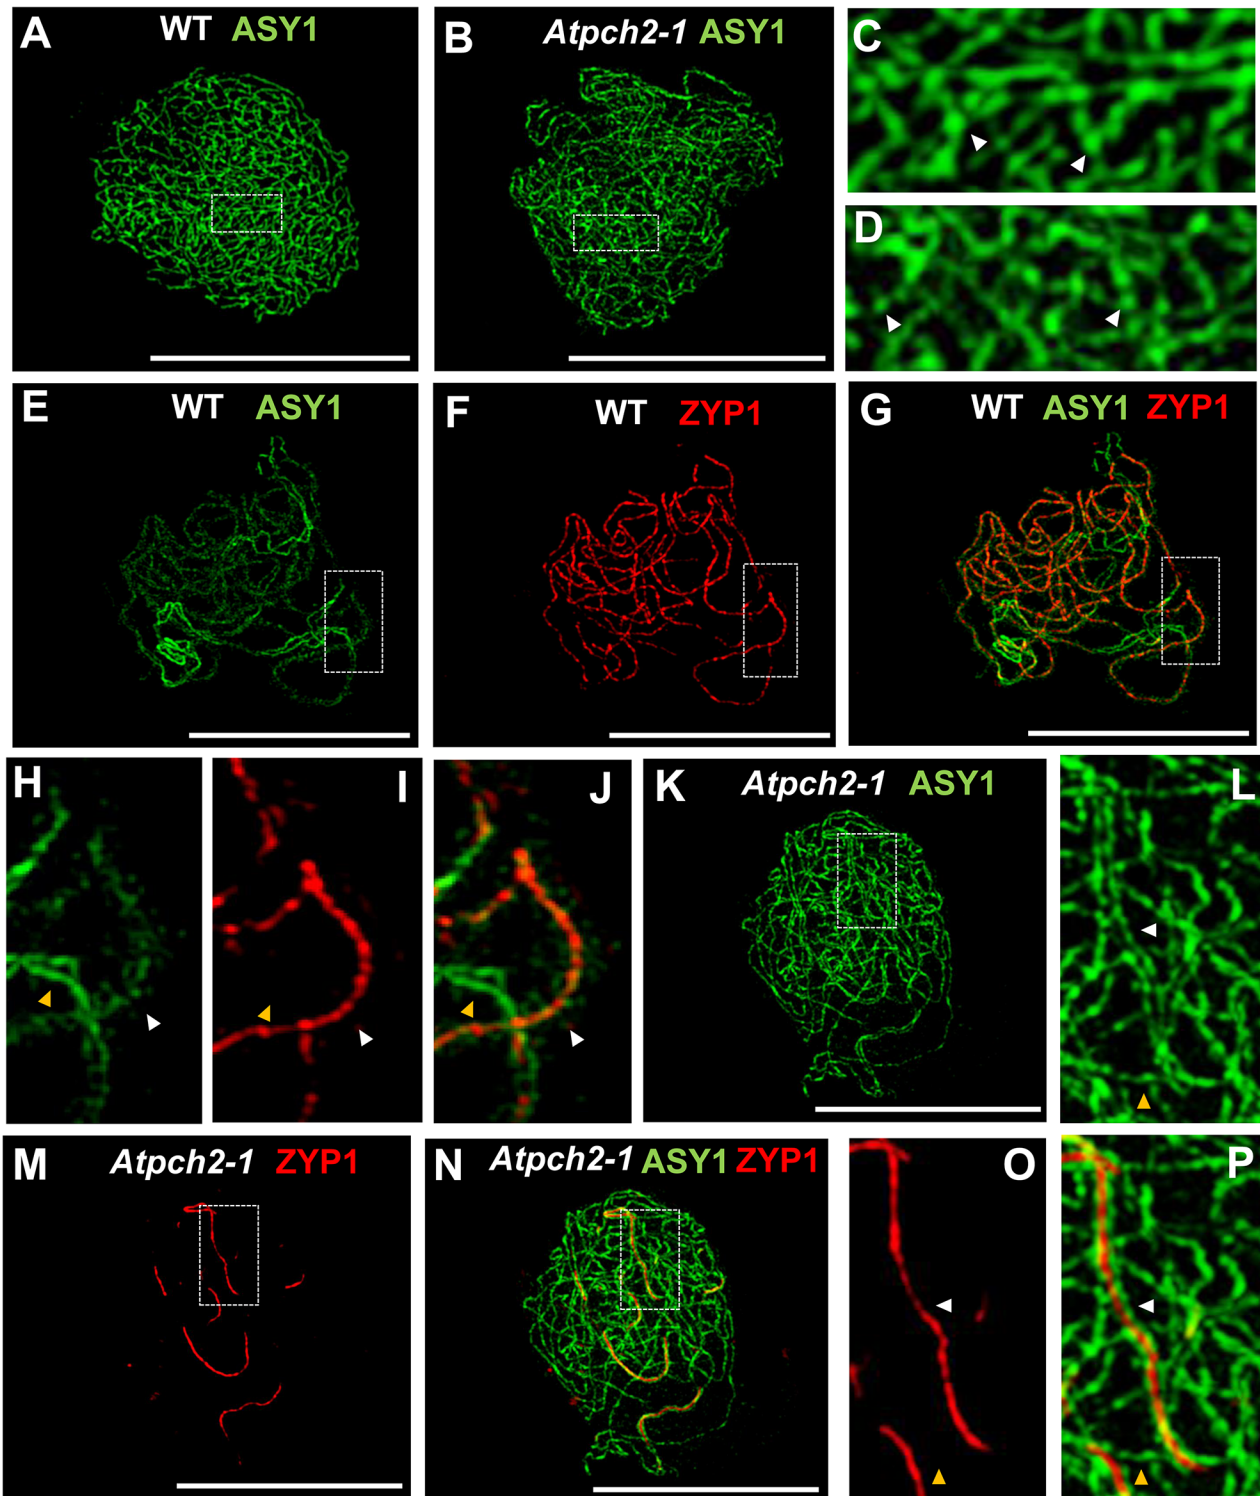 A WT ASY1
B Atpch2-1 ASY1
C
D
E WT ASY1
F WT ZYP1
G WT ASY1 ZYP1
H
I
J
K Atpch2-1 ASY1
L
M Atpch2-1 ZYP1
N Atpch2-1 ASY1 ZYP1
O
P